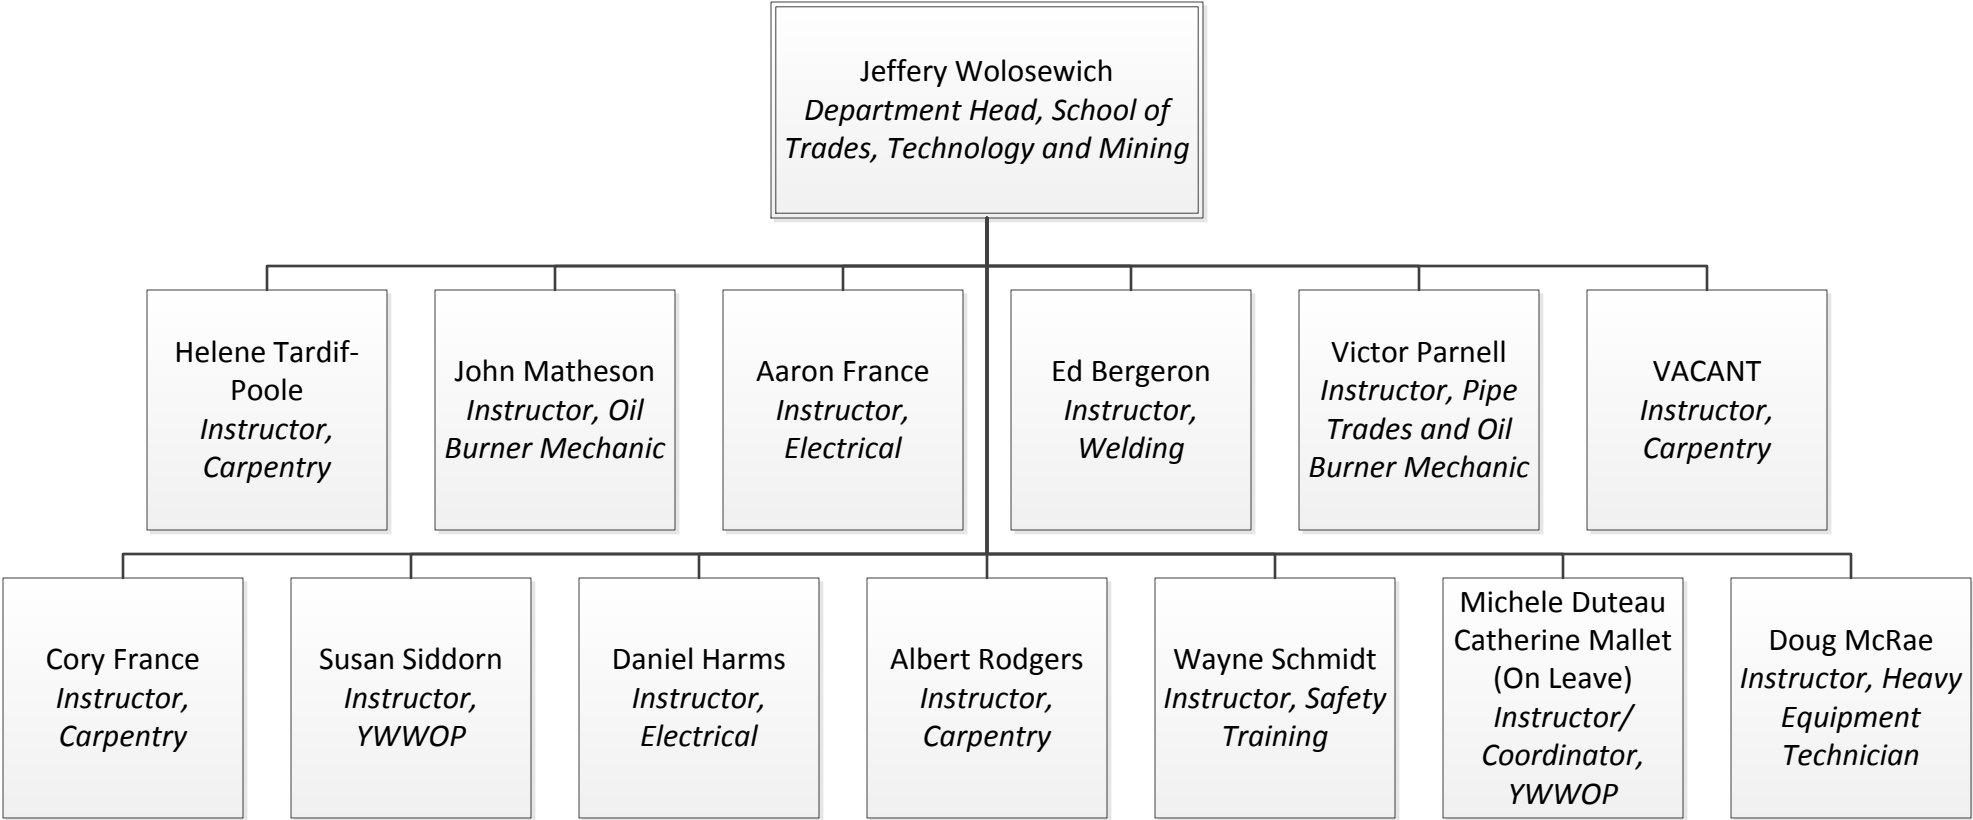 Jeffery Wolosewich
Department Head, School of
Trades, Technology and Mining
Helene Tardif-
Poole
Instructor,
Carpentry
John Matheson
Instructor, Oil
Burner Mechanic
Aaron France
Instructor,
Electrical
Ed Bergeron
Instructor,
Welding
Victor Parnell
Instructor, Pipe
Trades and Oil
Burner Mechanic
VACANT
Instructor,
Carpentry
Cory France
Instructor,
Carpentry
Susan Siddorn
Instructor,
YWWOP
Daniel Harms
Instructor,
Electrical
Albert Rodgers
Instructor,
Carpentry
Wayne Schmidt
Instructor, Safety
Training
Michele Duteau
Catherine Mallet
(On Leave)
Instructor/
Coordinator,
YWWOP
Doug McRae
Instructor, Heavy
Equipment
Technician